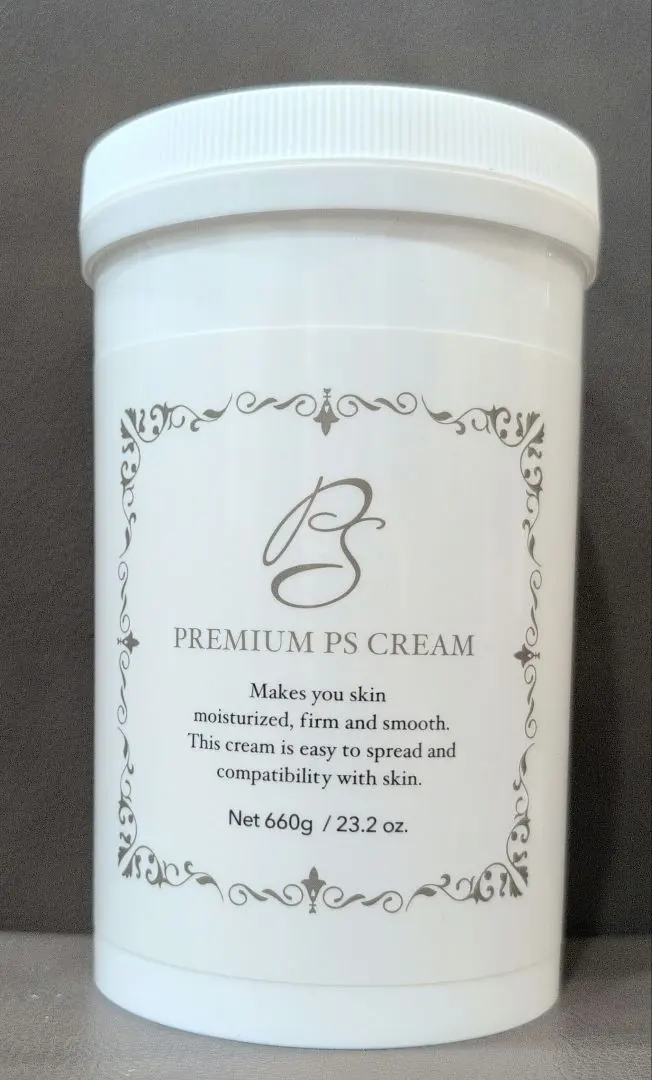 PS
PREMIUM PS CREAM
Makes you skin
moisturized, firm and smooth.
This cream is easy to spread and
compatibility with skin.
Net 660g / 23.2 oz.